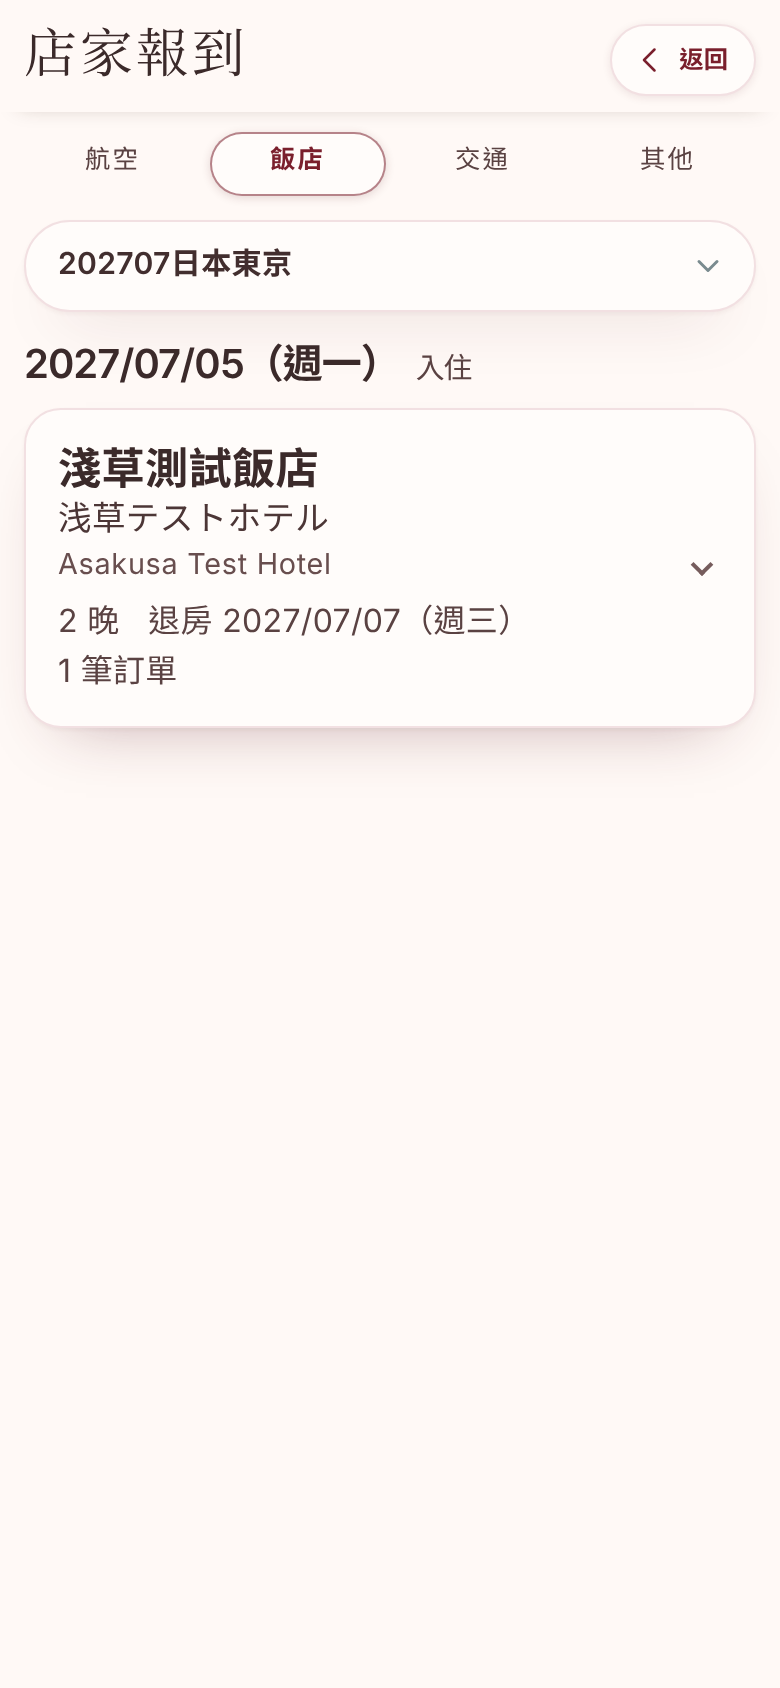 店家報到
返回
航空
飯店
交通
其他
202707日本東京
2027/07/05（週一） 入住
淺草測試飯店
浅草テストホテル
Asakusa Test Hotel
2 晚 退房 2027/07/07（週三）
1 筆訂單